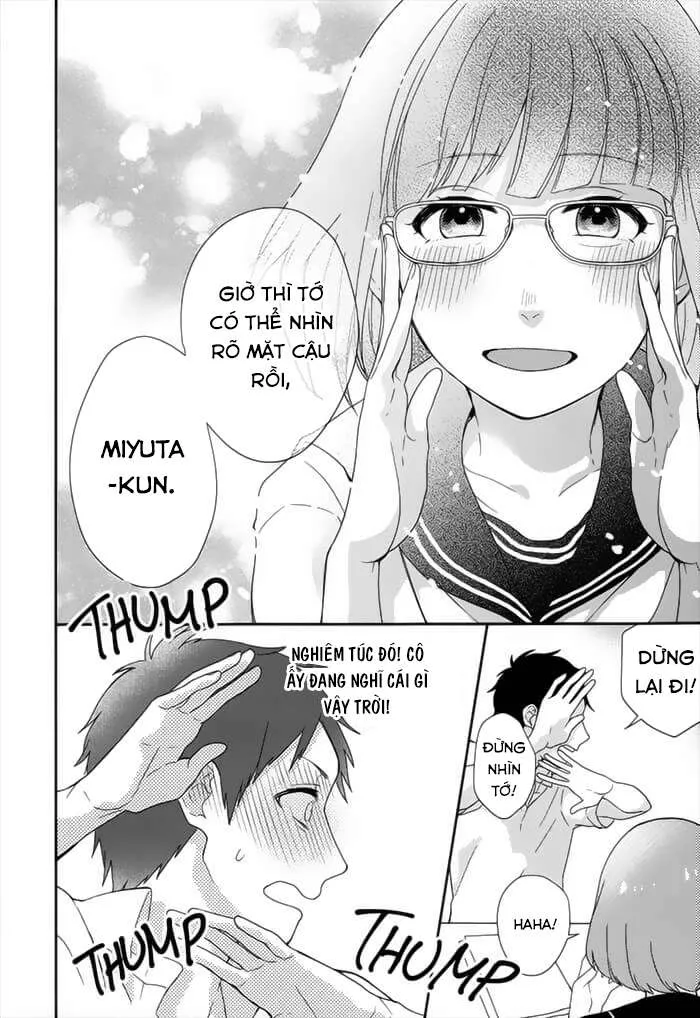 GIỜ THÌ TỚ
CÓ THỂ NHÌN
RÕ MẶT CẬU
RỒI,
MIYUTA
-KUN.
THUMP
DỪNG
LẠI ĐI!
ĐỪNG
NHÌN
TỚ!
HAHA!
NGHIÊM TÚC ĐÓ! CÔ
ẤY ĐANG NGHĨ CÁI GÌ
VẬY TRỜI!
THUMP
THUMP